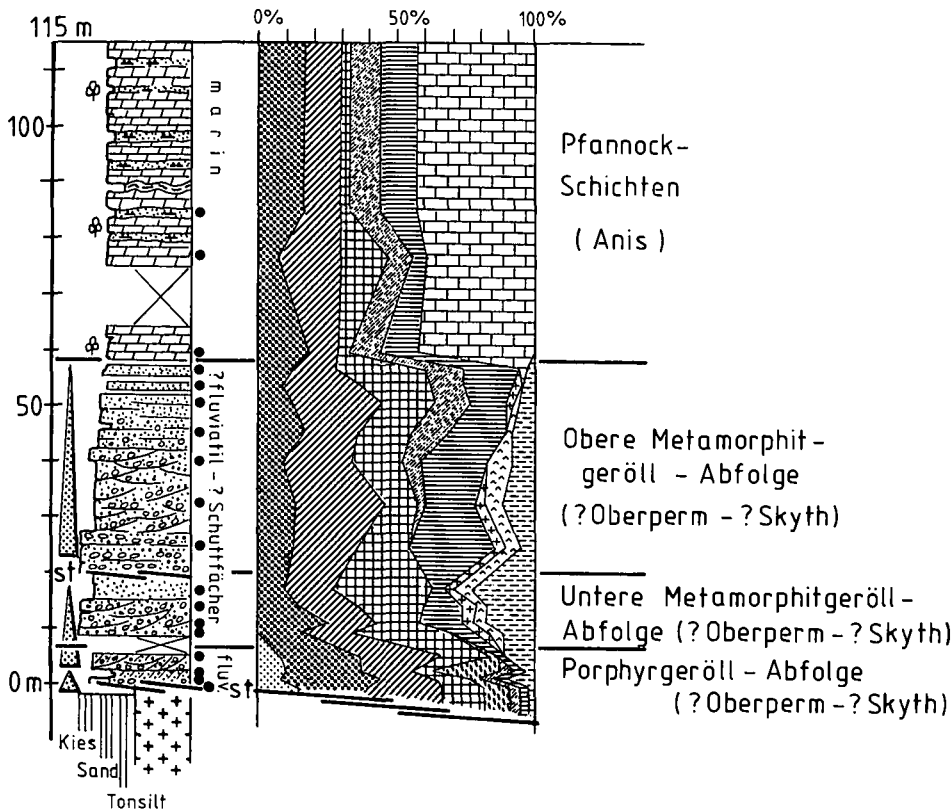 0% 50% 100%
115 m
100
50
0 m
marin
?fluviatil - ?Schuttfächer
fluv
st
st
Pfannock-
Schichten
( Anis )
Obere Metamorphit-
geröll - Abfolge
(?Oberperm - ?Skyth)
Untere Metamorphitgeröll-
Abfolge (?Oberperm - ?Skyth)
Porphyrgeröll - Abfolge
(?Oberperm - ?Skyth)
Kies
Sand
Tonsilt